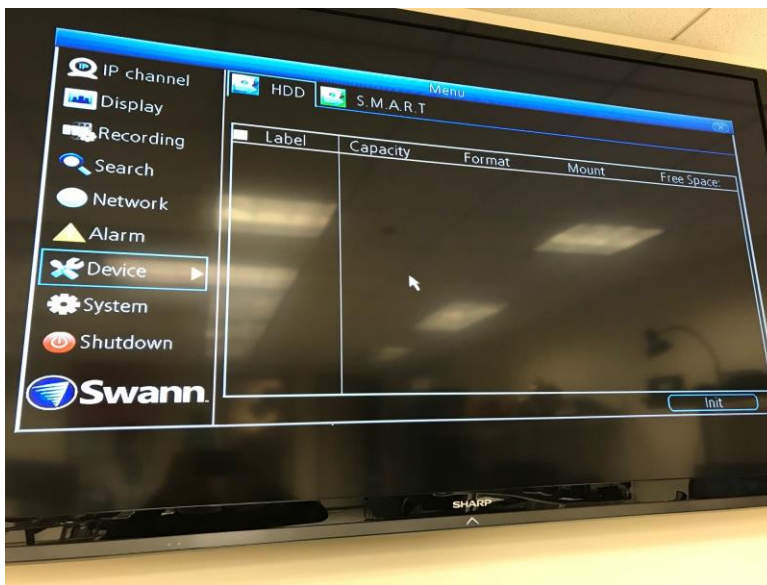 Menu
IP channel
Display
Recording
Search
Network
Alarm
Device
System
Shutdown
Swann
HDD
S.M.A.R.T
Label Capacity Format Mount Free Space:
Init
SHARP